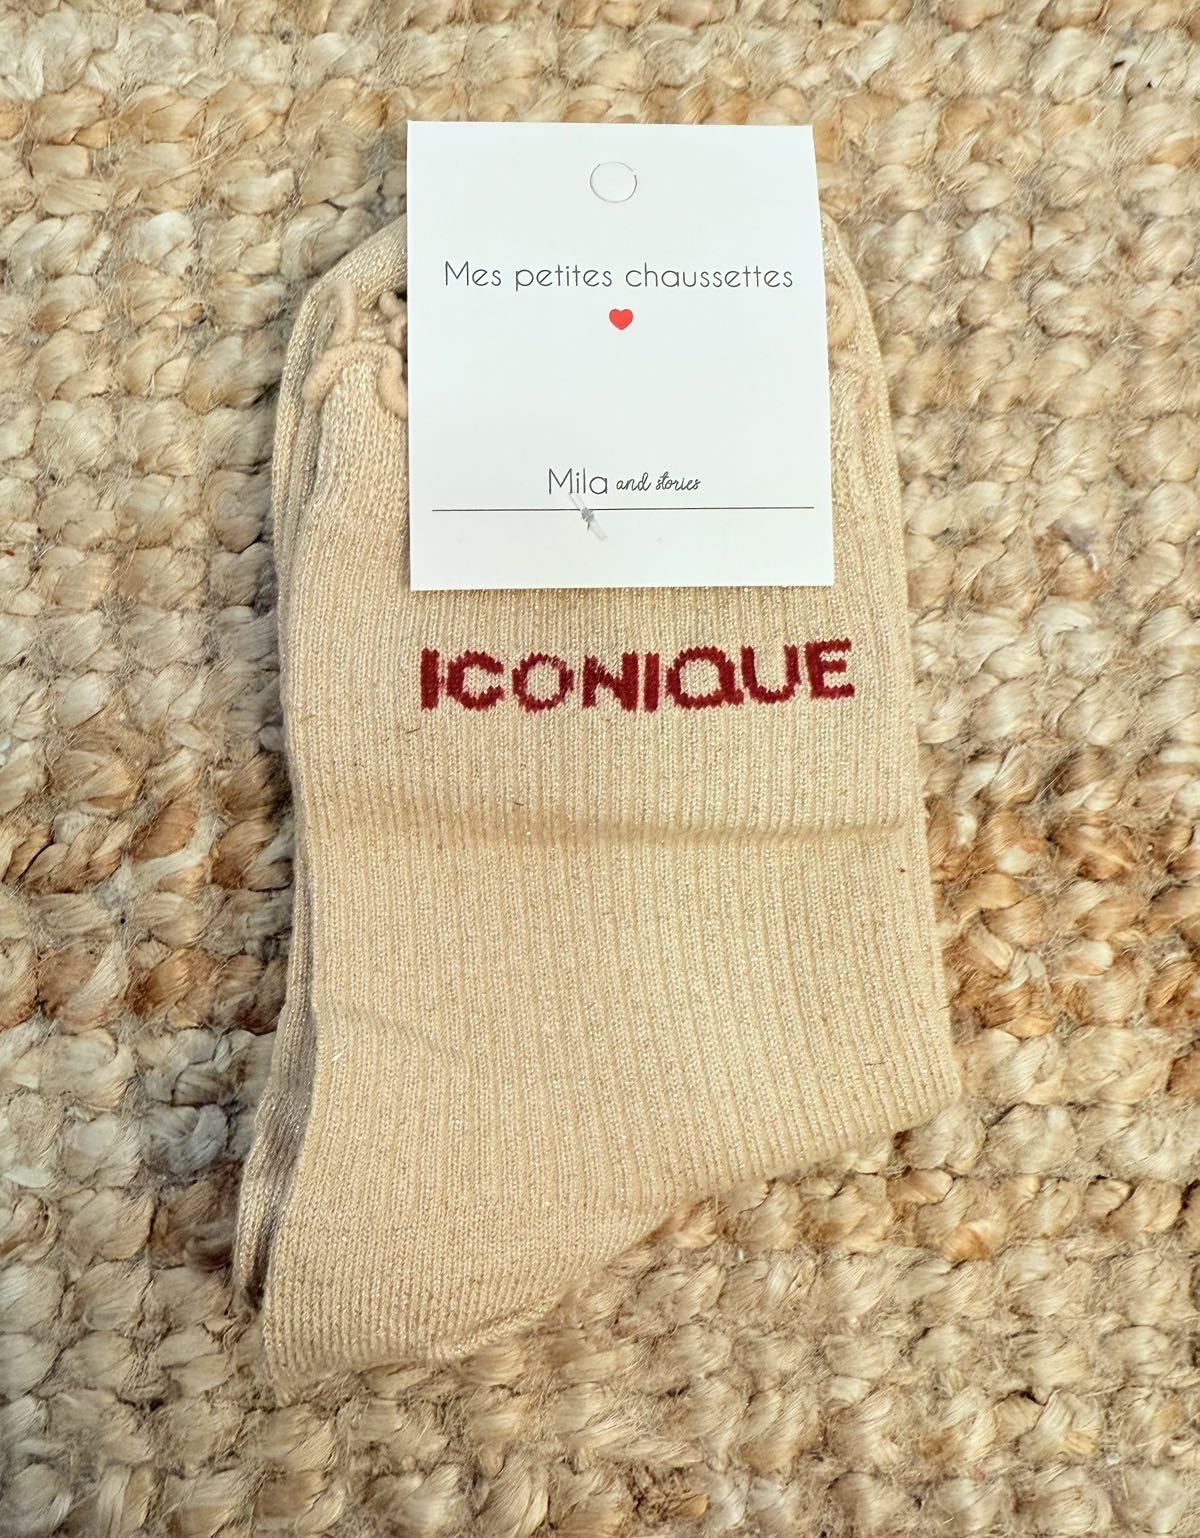 Mes petites chaussettes
Mila and stories
ICONIQUE